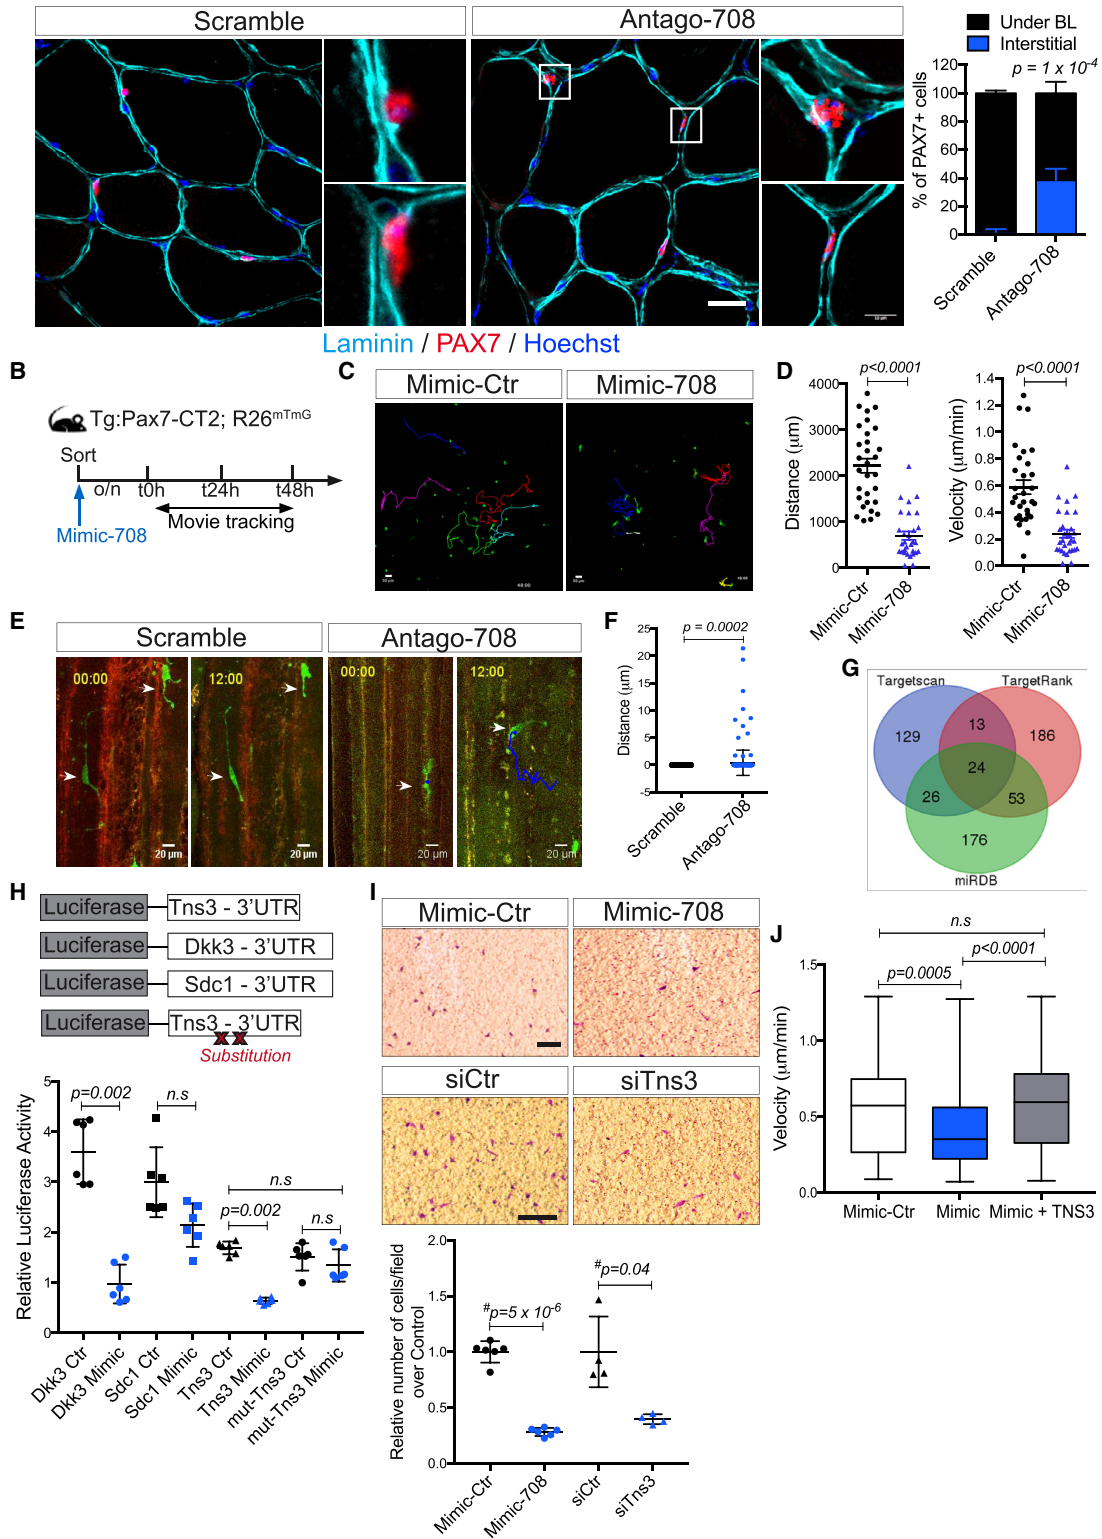 Scramble
Antago-708
Under BL
Interstitial
p = 1 x 10-4
% of PAX7+ cells
120
100
80
60
40
20
0
Scramble
Antago-708
Laminin / PAX7 / Hoechst
B
Tg:Pax7-CT2; R26mTmG
Sort
o/n
t0h
t24h
t48h
Movie tracking
Mimic-708
C
Mimic-Ctr
Mimic-708
48:00
D
p<0.0001
Distance (µm)
4000
3000
2000
1000
0
Mimic-Ctr
Mimic-708
p<0.0001
Velocity (µm/min)
1.4
1.2
1.0
0.8
0.6
0.4
0.2
0.0
Mimic-Ctr
Mimic-708
E
Scramble
Antago-708
00:00
12:00
00:00
12:00
20 µm
20 µm
20 µm
20 µm
F
p = 0.0002
Distance (µm)
25
20
15
10
5
0
-5
Scramble
Antago-708
G
Targetscan
TargetRank
129
13
186
24
26
53
176
miRDB
H
Luciferase
Tns3 - 3'UTR
Luciferase
Dkk3 - 3'UTR
Luciferase
Sdc1 - 3'UTR
Luciferase
Tns3 - 3'UTR
X X
Substitution
Relative Luciferase Activity
5
4
3
2
1
0
p=0.002
n.s
n.s
p=0.002
n.s
Dkk3 Ctr
Dkk3 Mimic
Sdc1 Ctr
Sdc1 Mimic
Tns3 Ctr
Tns3 Mimic
mut-Tns3 Ctr
mut-Tns3 Mimic
I
Mimic-Ctr
Mimic-708
siCtr
siTns3
Relative number of cells/field
over Control
2.0
1.5
1.0
0.5
0.0
#p=5 x 10-6
#p=0.04
Mimic-Ctr
Mimic-708
siCtr
siTns3
J
n.s
p=0.0005
p<0.0001
Velocity (µm/min)
1.5
1.0
0.5
0.0
Mimic-Ctr
Mimic
Mimic + TNS3